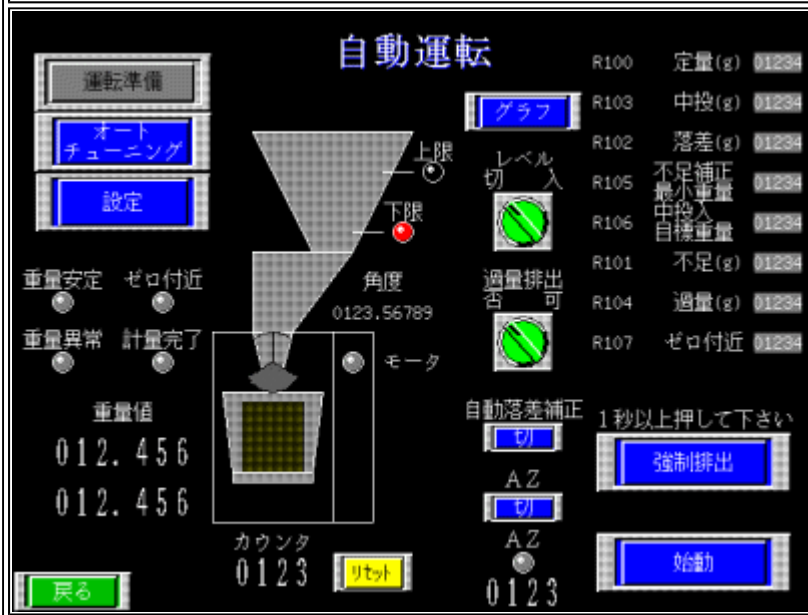 自動運転
運転準備
オート
チューニング
設定
グラフ
レベル
切 入
過量排出
否 可
上限
下限
角度
0123.56789
モータ
重量安定 ゼロ付近
重量異常 計量完了
重量値
012.456
012.456
カウンタ
0123
リセット
戻る
自動落差補正
切
AZ
切
AZ
0123
R100 定量(g) 01234
R103 中投(g) 01234
R102 落差(g) 01234
R105 不足補正
最小重量 01234
R106 中投入
目標重量 01234
R101 不足(g) 01234
R104 過量(g) 01234
R107 ゼロ付近 01234
1秒以上押して下さい
強制排出
始動